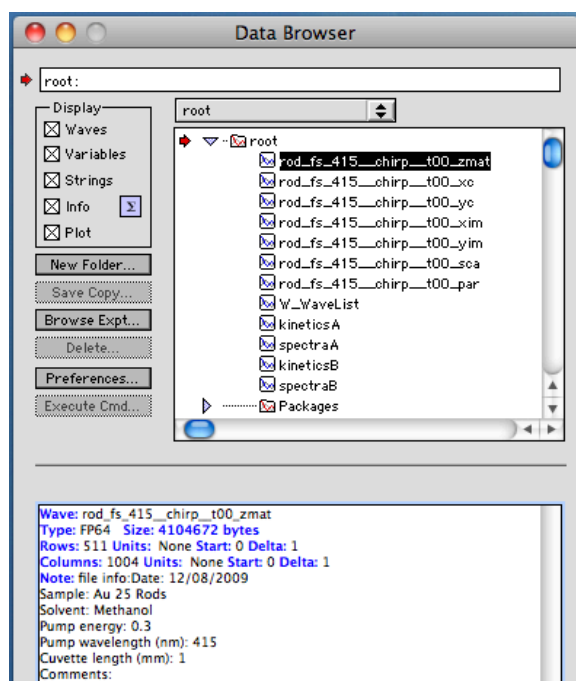 Data Browser
root:
Display
Waves
Variables
Strings
Info Σ
Plot
New Folder...
Save Copy...
Browse Expt...
Delete...
Preferences...
Execute Cmd...
root
root
rod_fs_415__chirp__t00_zmat
rod_fs_415__chirp__t00_xc
rod_fs_415__chirp__t00_yc
rod_fs_415__chirp__t00_xim
rod_fs_415__chirp__t00_yim
rod_fs_415__chirp__t00_sca
rod_fs_415__chirp__t00_par
W_WaveList
kineticsA
spectraA
kineticsB
spectraB
Packages
Wave: rod_fs_415__chirp__t00_zmat
Type: FP64 Size: 4104672 bytes
Rows: 511 Units: None Start: 0 Delta: 1
Columns: 1004 Units: None Start: 0 Delta: 1
Note: file info:Date: 12/08/2009
Sample: Au 25 Rods
Solvent: Methanol
Pump energy: 0.3
Pump wavelength (nm): 415
Cuvette length (mm): 1
Comments: